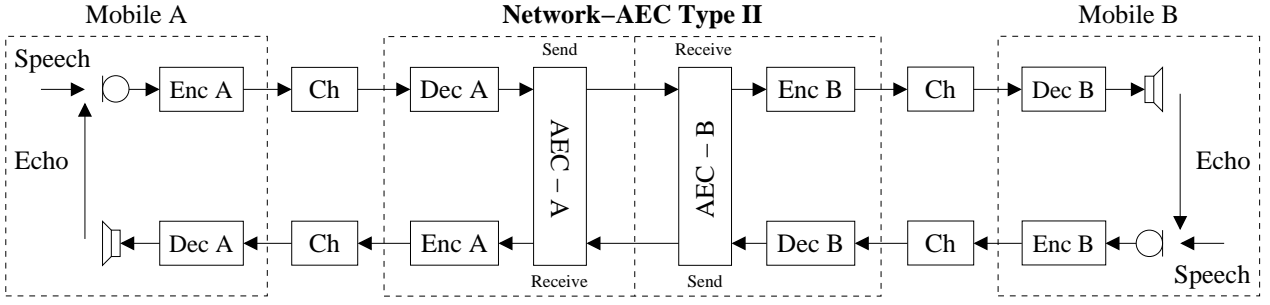 Mobile A
Network–AEC Type II
Mobile B
Send
Receive
Speech
Enc A
Ch
Dec A
Enc B
Ch
Dec B
AEC – A
AEC – B
Echo
Echo
Dec A
Ch
Enc A
Dec B
Ch
Enc B
Receive
Send
Speech